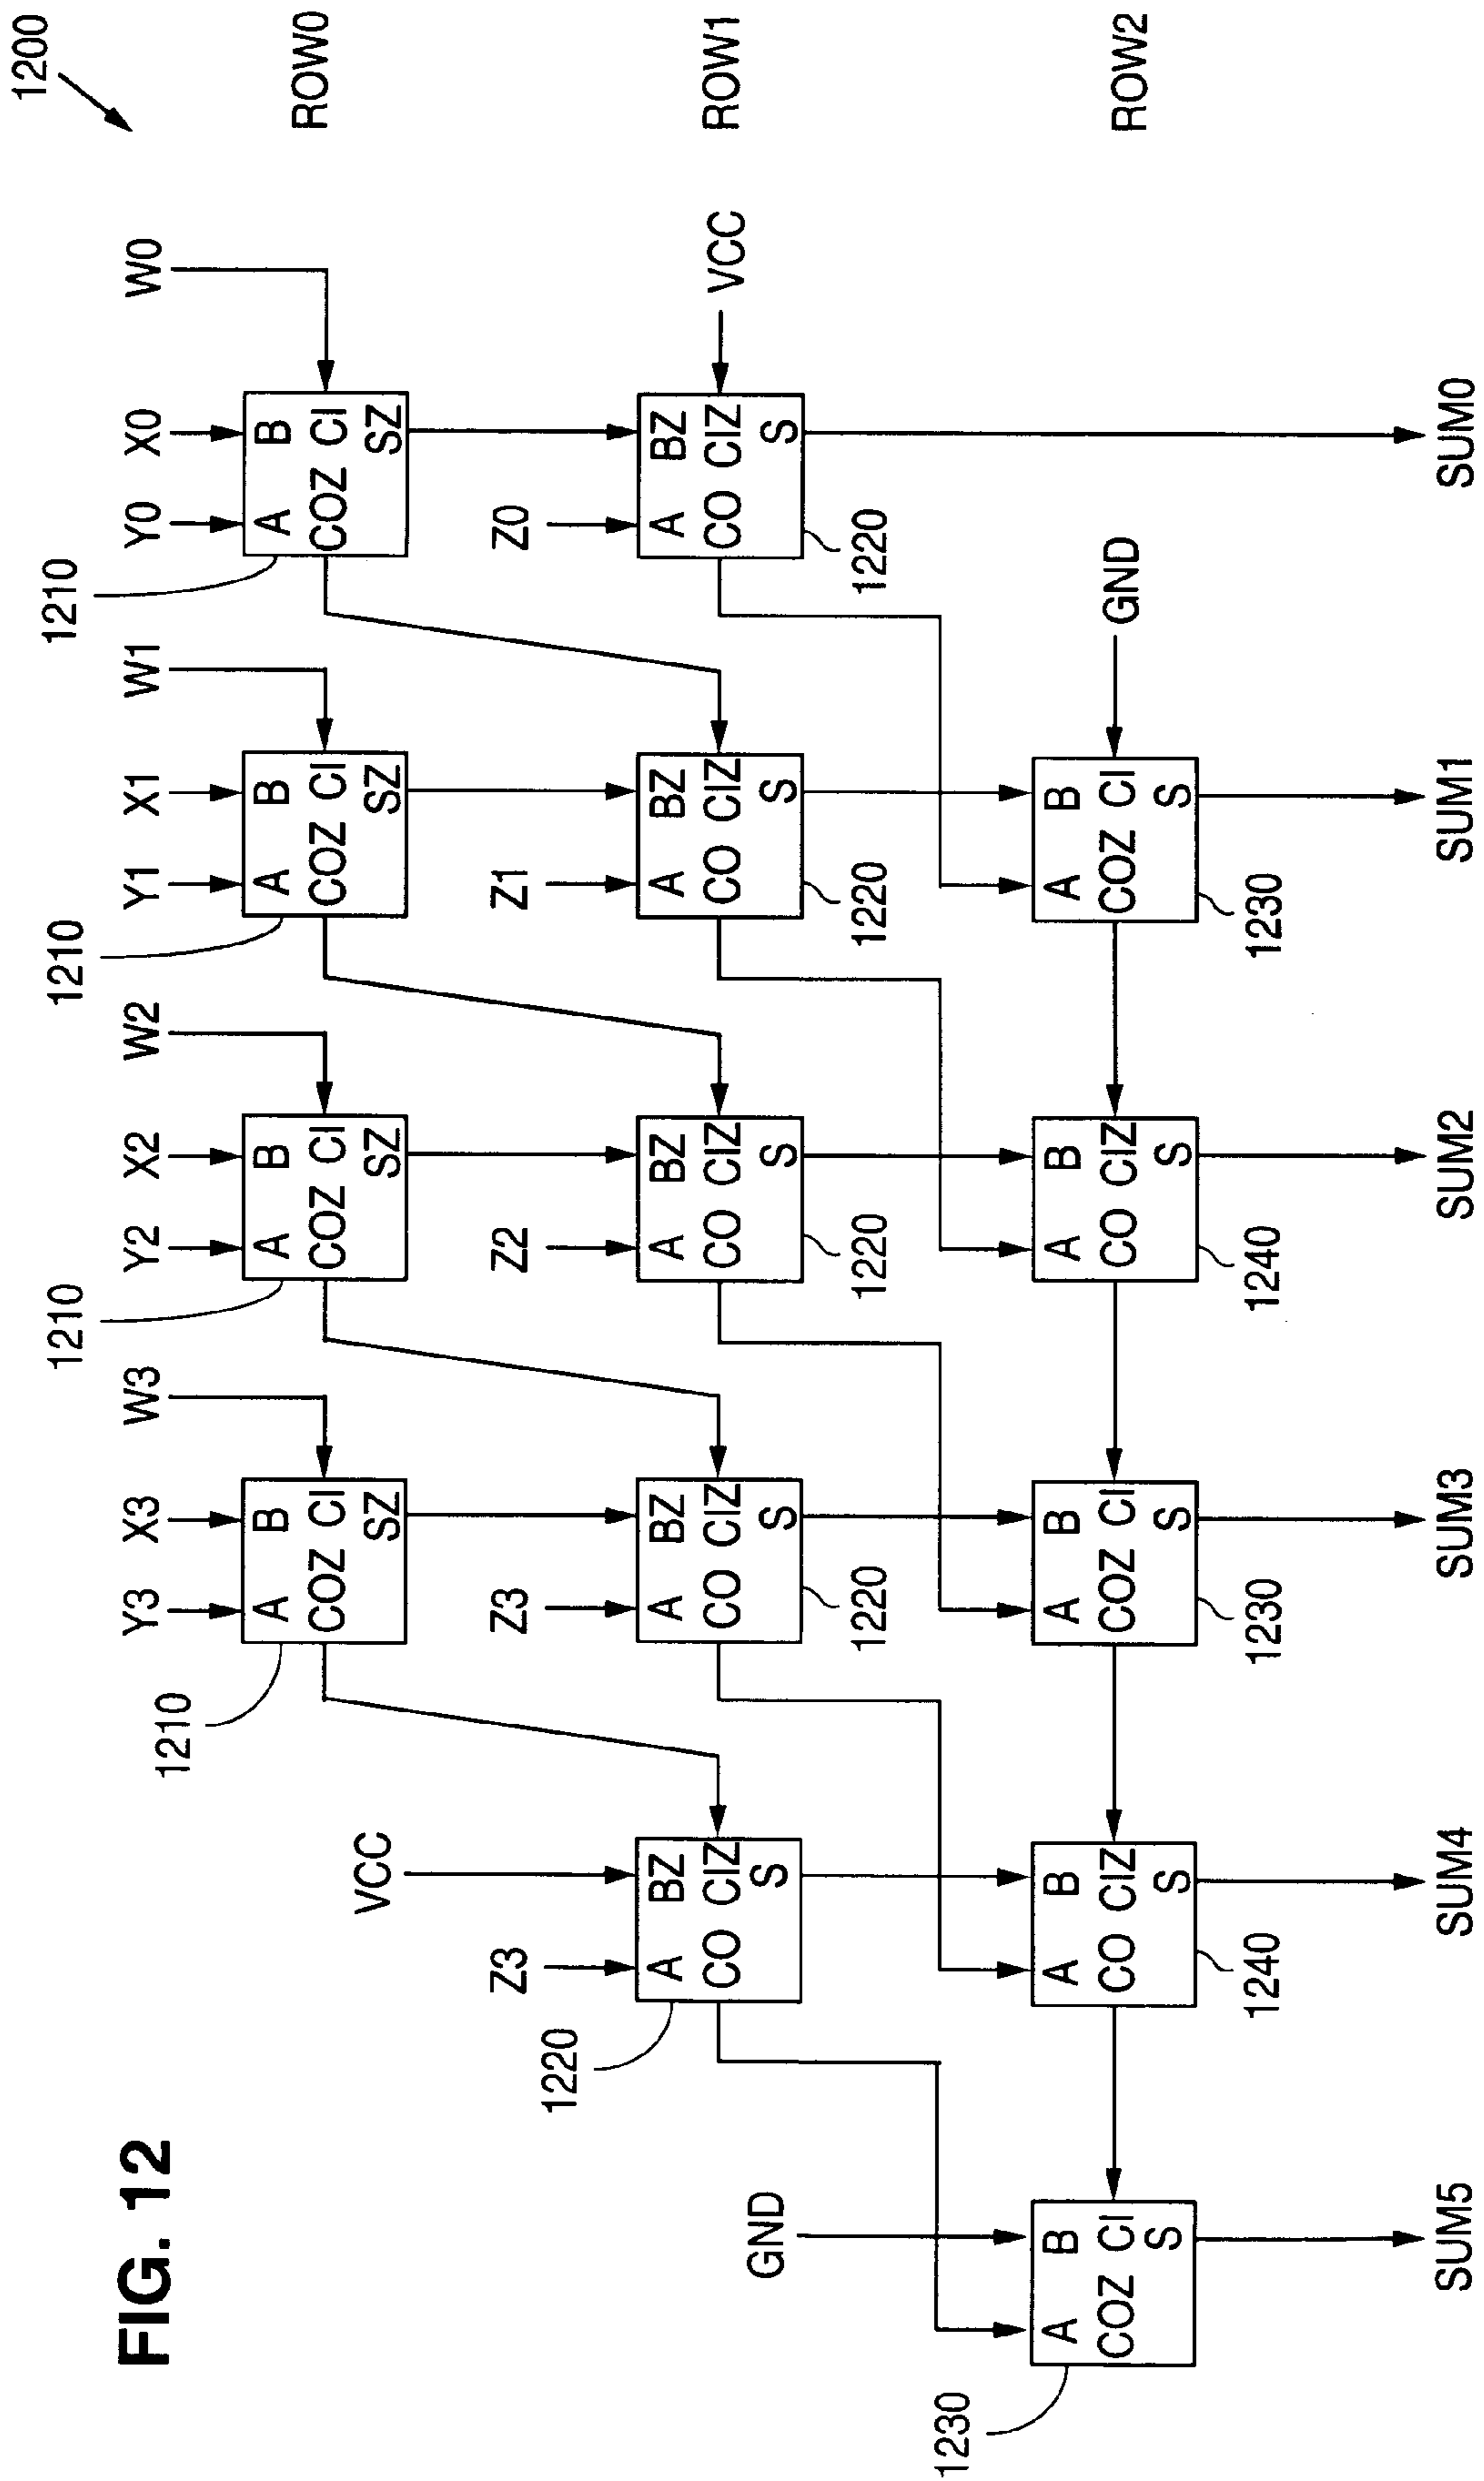 FIG. 12
1200
W3 W2 W1 W0
Y3 X3 Y2 X2 Y1 X1 Y0 X0
1210 1210 1210 1210
A B A B A B A B
COZ CI COZ CI COZ CI COZ CI
SZ SZ SZ SZ
ROW0
VCC
Z3 Z3 Z2 Z1 Z0
1220
A BZ A BZ A BZ A BZ A BZ
CO CIZ CO CIZ CO CIZ CO CIZ CO CIZ
VCC
ROW1
S S S S S
1220 1220 1220 1220
GND
A B A B A B A B A B
COZ CI CO CIZ COZ CI CO CIZ COZ CI
GND
ROW2
S S S S S
1230 1240 1230 1240 1230
SUM5 SUM4 SUM3 SUM2 SUM1 SUM0